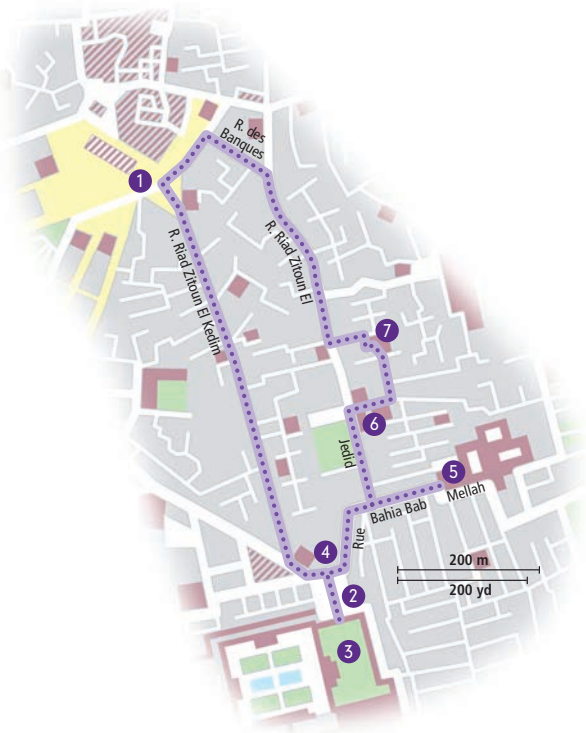 R. des
Banques
1
R. Riad Zitoun El Kedim
R. Riad Zitoun El
7
6
Jedid
5
Mellah
Bahia Bab
Rue
4
200 m
200 yd
2
3